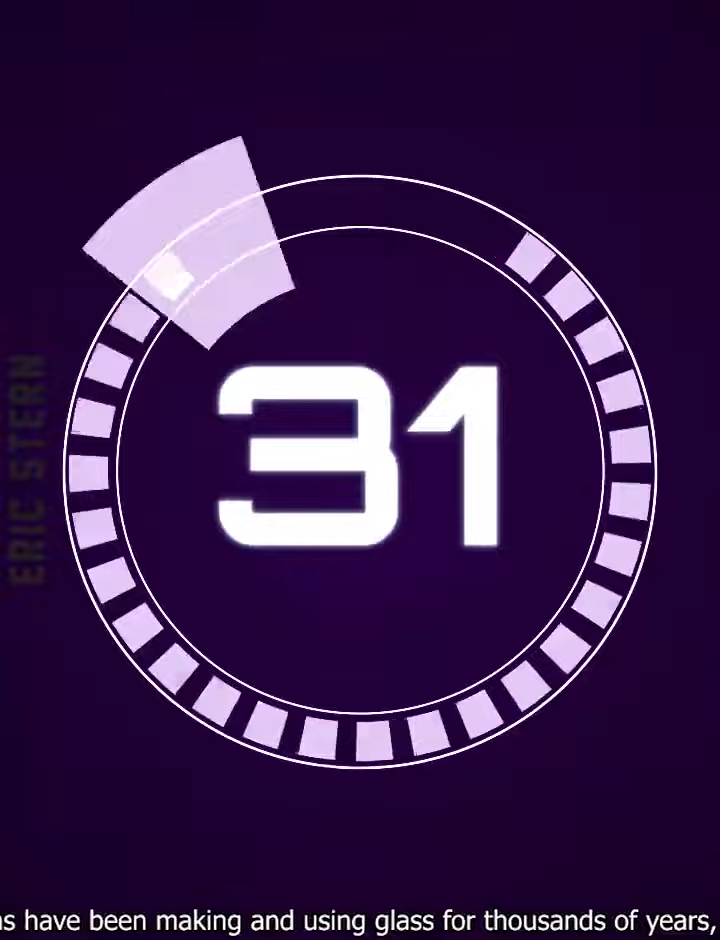 ERIC STERN
31
have been making and using glass for thousands of years,